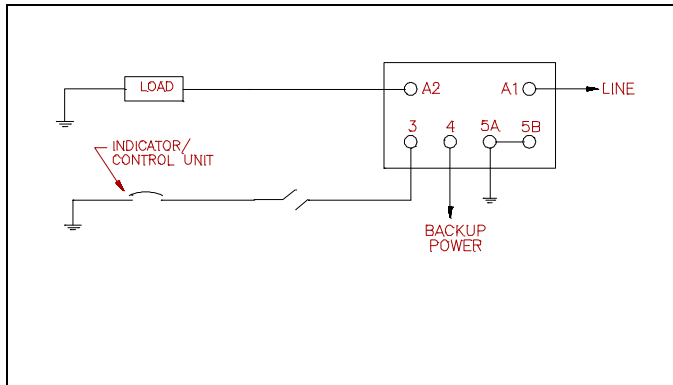 LOAD
A2
A1
LINE
3
4
5A
5B
INDICATOR/
CONTROL UNIT
BACKUP
POWER